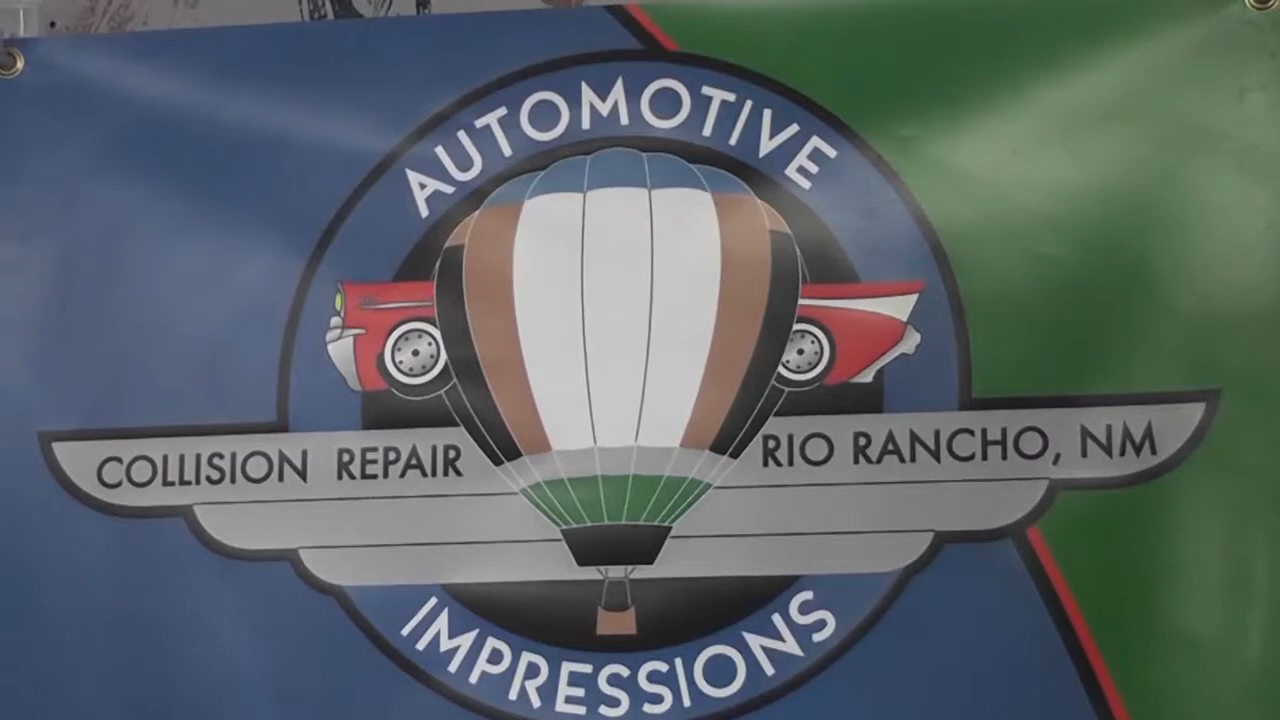 AUTOMOTIVE
COLLISION REPAIR
RIO RANCHO, NM
IMPRESSIONS